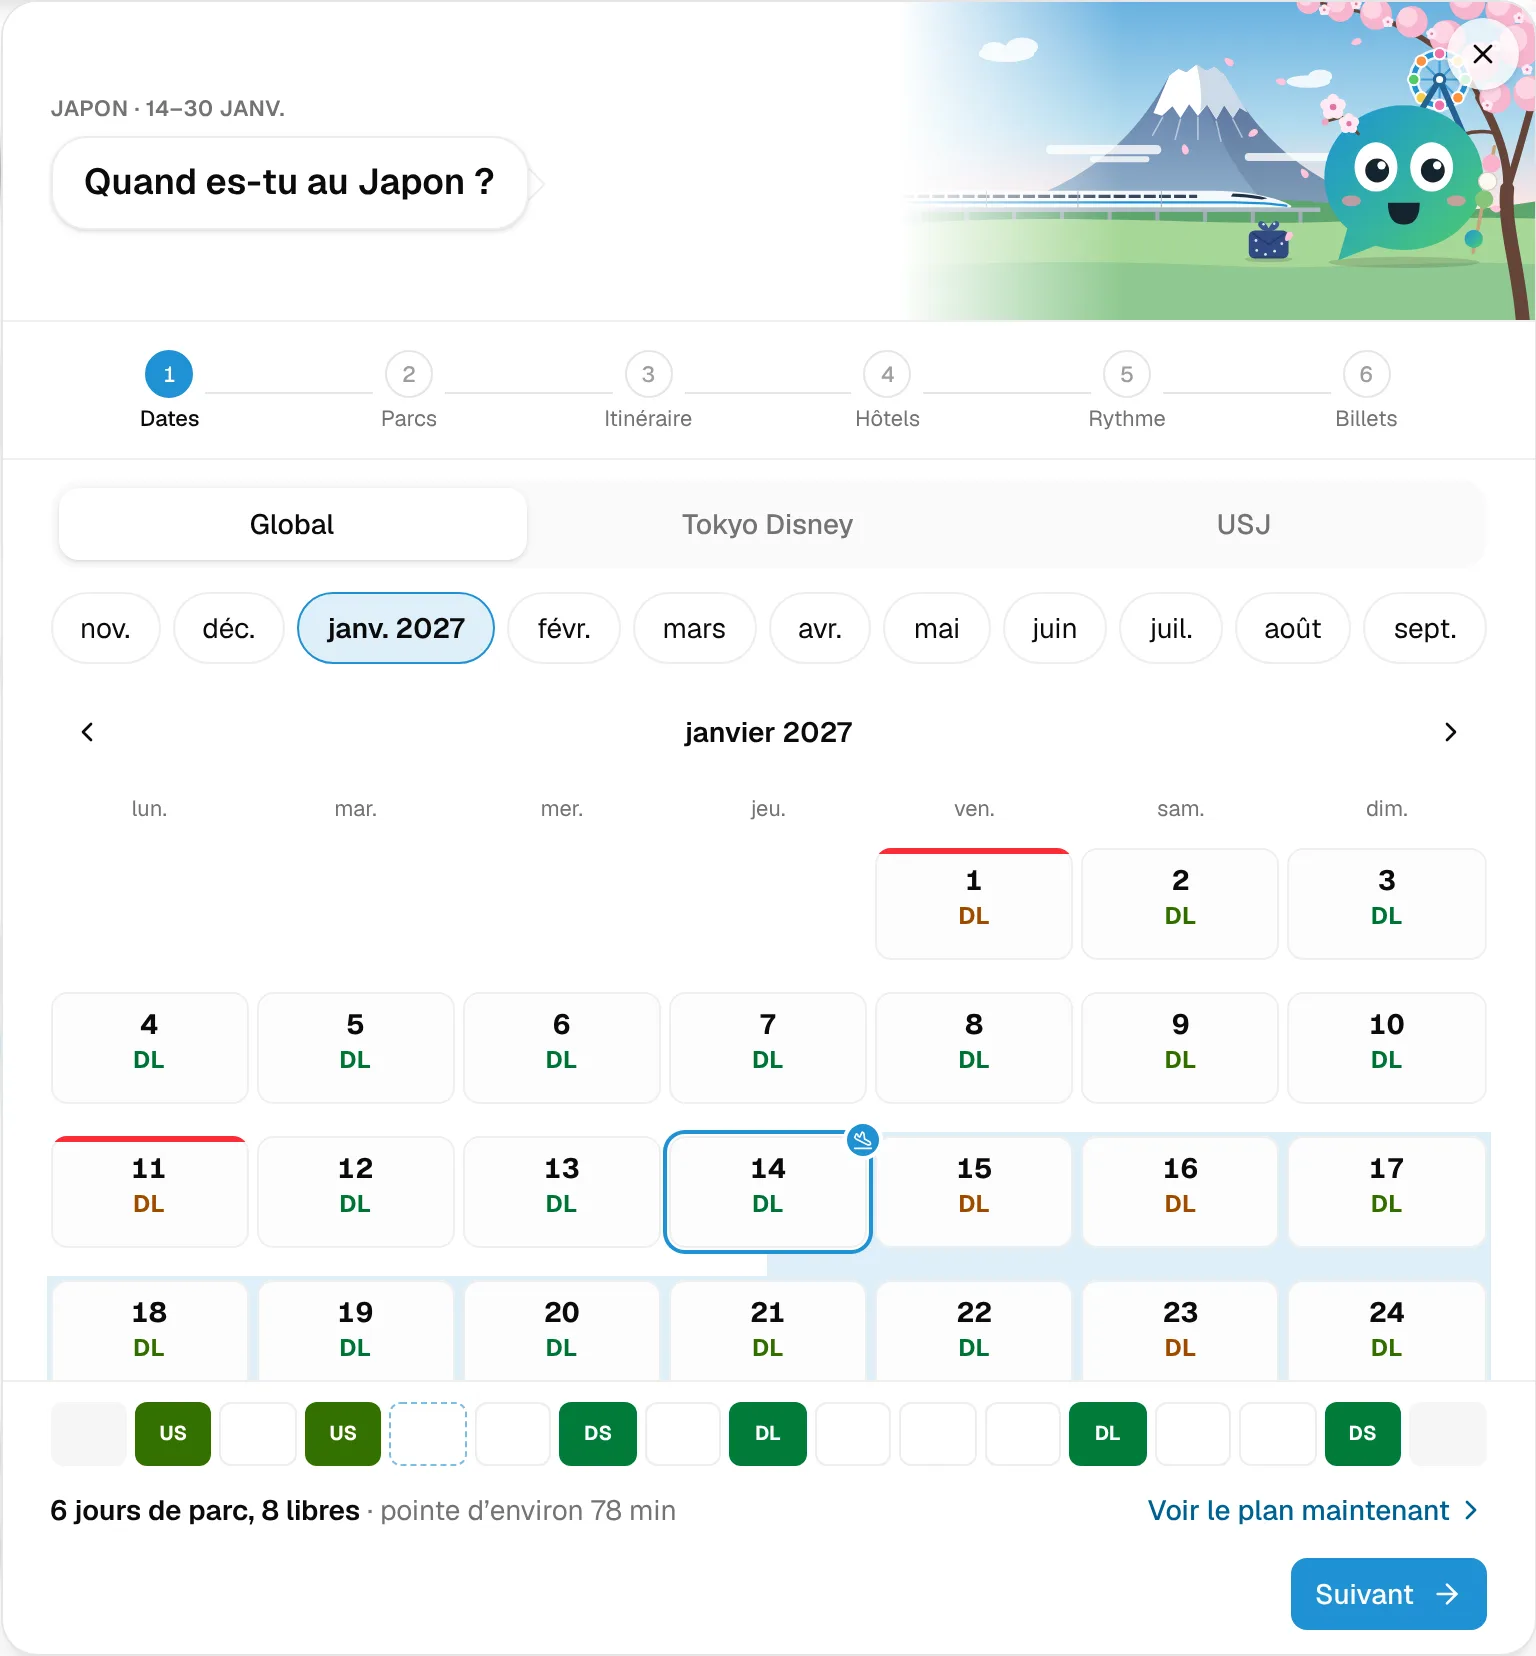 JAPON · 14–30 JANV.
Quand es-tu au Japon ?
1 2 3 4 5 6
Dates Parcs Itinéraire Hôtels Rythme Billets
Global Tokyo Disney USJ
nov. déc. janv. 2027 févr. mars avr. mai juin juil. août sept.
janvier 2027
lun. mar. mer. jeu. ven. sam. dim.
1 2 3
DL DL DL
4 5 6 7 8 9 10
DL DL DL DL DL DL DL
11 12 13 14 15 16 17
DL DL DL DL DL DL DL
18 19 20 21 22 23 24
DL DL DL DL DL DL DL
US US DS DL DL DS
6 jours de parc, 8 libres · pointe d’environ 78 min
Voir le plan maintenant
Suivant